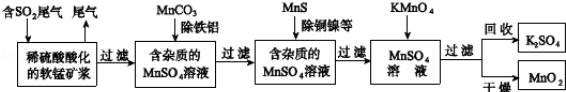 含SO₂尾气 尾气 MnCO₃ MnS KMnO₄
除铁铝 除铜镍等
稀硫酸酸化的软锰矿浆
过滤
含杂质的MnSO₄溶液
过滤
含杂质的MnSO₄溶液
过滤
MnSO₄溶液
过滤
回收
K₂SO₄
干燥
MnO₂